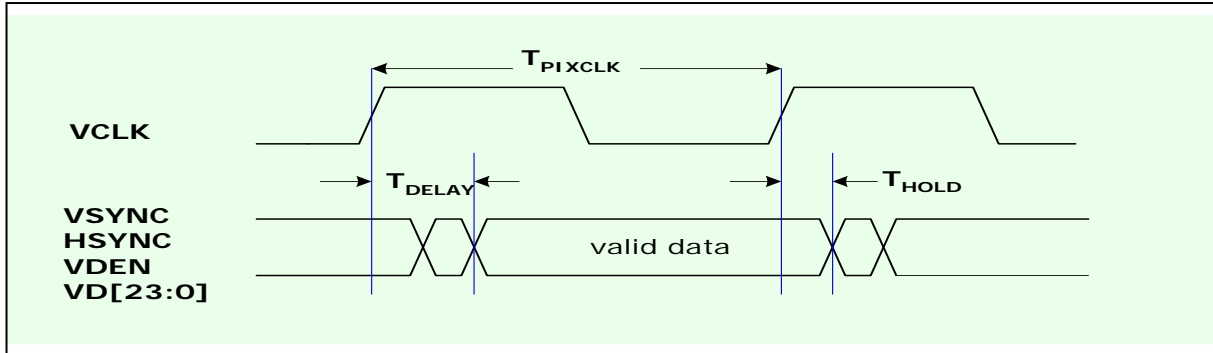 TPIXCLK
VCLK
TDELAY
THOLD
VSYNC
HSYNC
VDEN
VD[23:0]
valid data